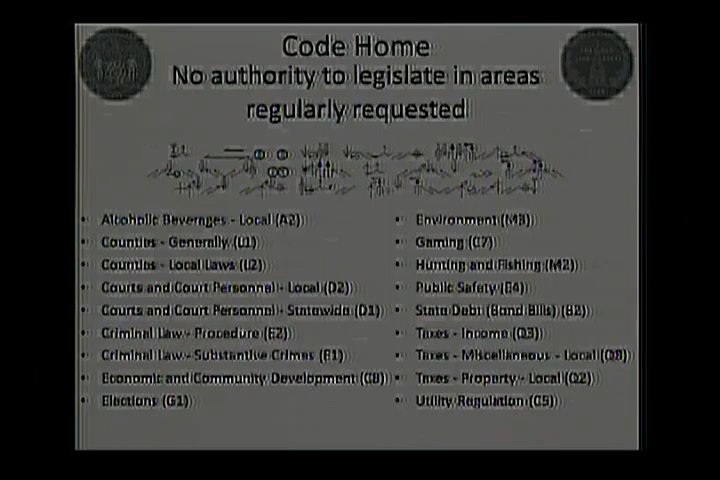 Code Home
No authority to legislate in areas
regularly requested
• Alcoholic Beverages - Local (A2)
• Counties - Generally (L1)
• Counties - Local Laws (L2)
• Courts and Court Personnel - Local (D2)
• Courts and Court Personnel - Statewide (D1)
• Criminal Law - Procedure (E2)
• Criminal Law - Substantive Crimes (E1)
• Economic and Community Development (C8)
• Elections (G1)
• Environment (M3)
• Gaming (C7)
• Hunting and Fishing (M2)
• Public Safety (E4)
• State Debt (Bond Bills) (B2)
• Taxes - Income (Q3)
• Taxes - Miscellaneous - Local (Q8)
• Taxes - Property - Local (Q2)
• Utility Regulation (C5)